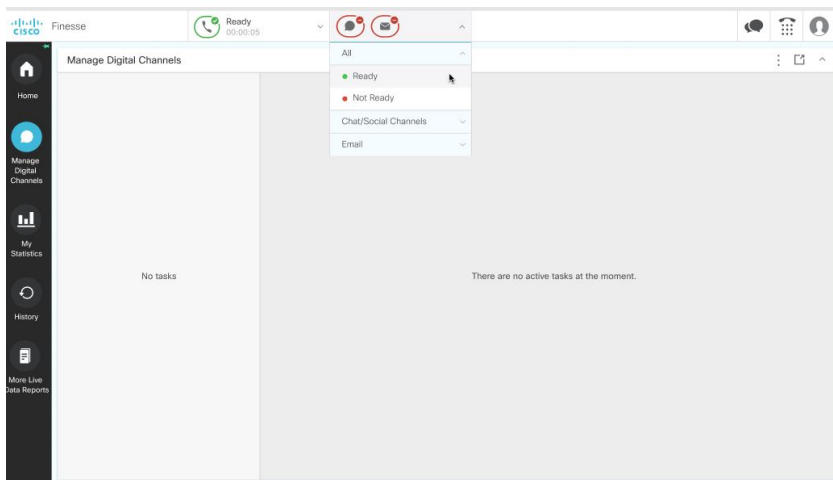 CISCO
Finesse
Ready
00:00:05
All
Ready
Not Ready
Chat/Social Channels
Email
Manage Digital Channels
Home
Manage
Digital
Channels
My
Statistics
History
More Live
Data Reports
No tasks
There are no active tasks at the moment.